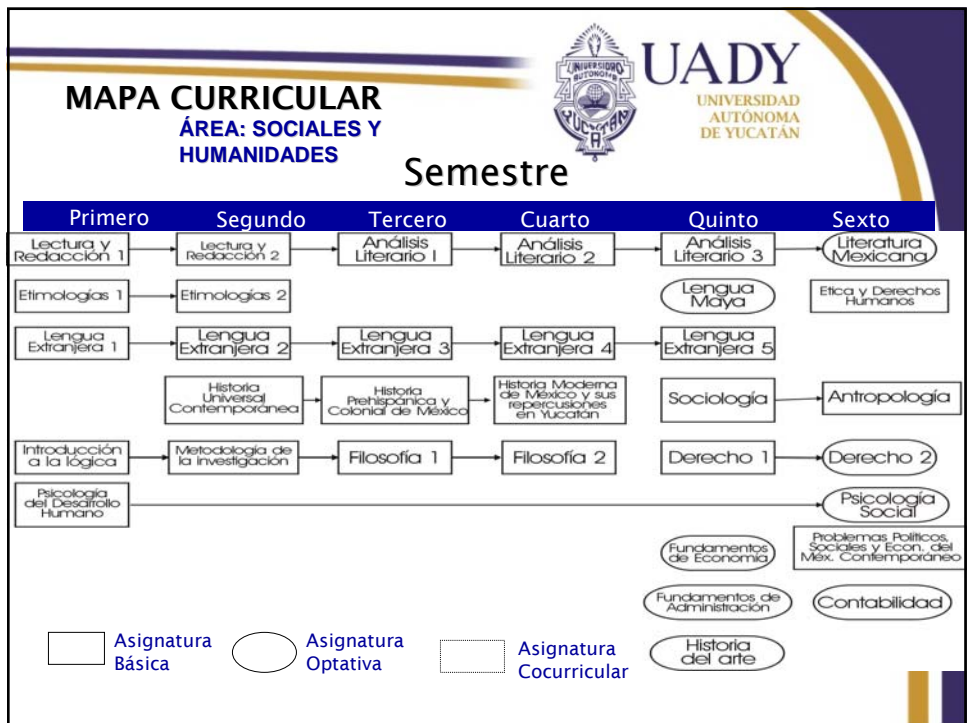 UNIVERSIDAD
AUTONOMA
YUCATAN
UADY
UNIVERSIDAD
AUTÓNOMA
DE YUCATÁN
MAPA CURRICULAR
ÁREA: SOCIALES Y
HUMANIDADES
Semestre
Primero Segundo Tercero Cuarto Quinto Sexto
Lectura y
Redacción 1
Lectura y
Redacción 2
Análisis
Literario I
Análisis
Literario 2
Análisis
Literario 3
Literatura
Mexicana
Etimologías 1
Etimologías 2
Lengua
Maya
Etica y Derechos
Humanos
Lengua
Extranjera 1
Lengua
Extranjera 2
Lengua
Extranjera 3
Lengua
Extranjera 4
Lengua
Extranjera 5
Historia
Universal
Contemporánea
Historia
Prehispánica y
Colonial de México
Historia Moderna
de México y sus
repercusiones
en Yucatán
Sociología
Antropología
Introducción
a la lógica
Metodología de
la investigación
Filosofía 1
Filosofía 2
Derecho 1
Derecho 2
Psicología
del Desarrollo
Humano
Psicología
Social
Fundamentos
de Economía
Problemas Políticos,
Sociales y Econ. del
Méx. Contemporáneo
Fundamentos de
Administración
Contabilidad
Historia
del arte
Asignatura
Básica
Asignatura
Optativa
Asignatura
Cocurricular